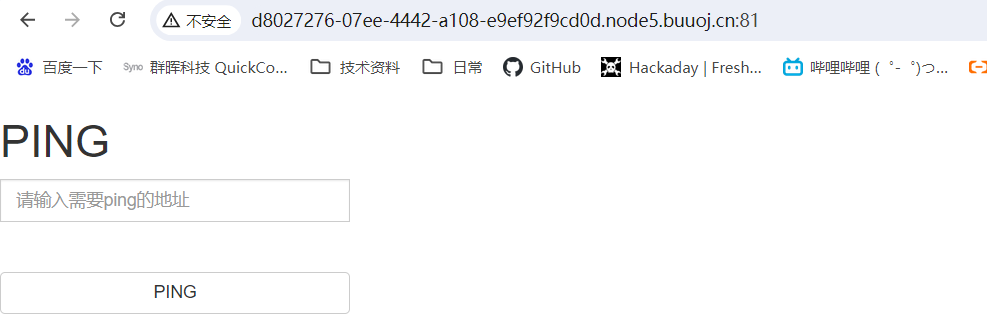 不安全 d8027276-07ee-4442-a108-e9ef92f9cd0d.node5.buuoj.cn:81
百度一下 Syno 群晖科技 QuickCo... 技术资料 日常 GitHub Hackaday | Fresh... 哔哩哔哩 (゜-゜)つ...
PING
请输入需要ping的地址
PING